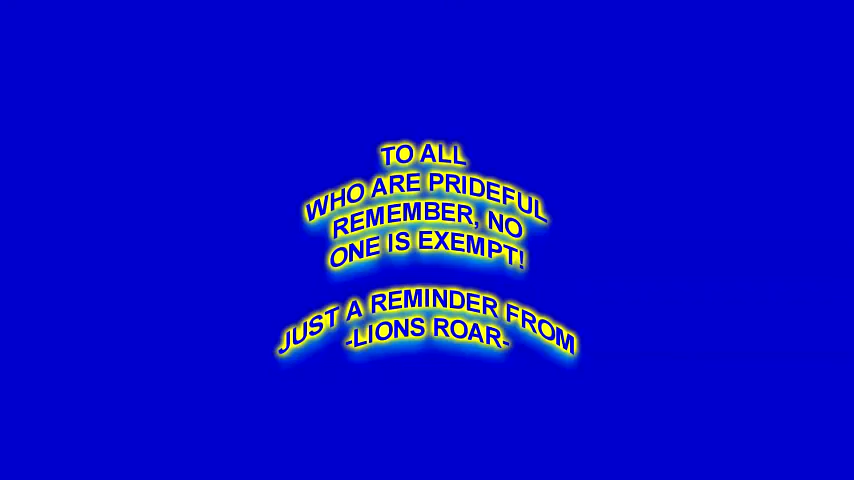 TO ALL
WHO ARE PRIDEFUL
REMEMBER, NO
ONE IS EXEMPT!
JUST A REMINDER FROM
-LIONS ROAR-